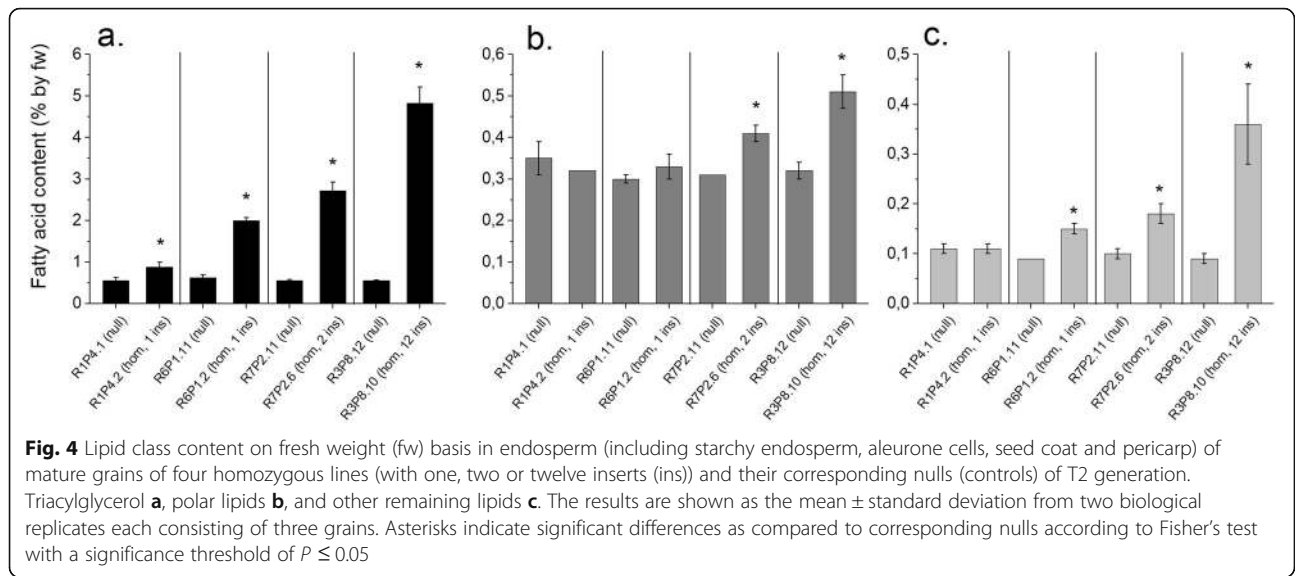 a.
b.
c.
Fatty acid content (% by fw)
6
5
4
3
2
1
0
0,6
0,5
0,4
0,3
0,2
0,1
0,0
0,5
0,4
0,3
0,2
0,1
0,0
* * * *
* *
* * *
R1P4.1 (null)
R1P4.2 (hom, 1 ins)
R6P1.11 (null)
R6P1.2 (hom, 1 ins)
R7P2.11 (null)
R7P2.6 (hom, 2 ins)
R3P8.12 (null)
R3P8.10 (hom, 12 ins)
R1P4.1 (null)
R1P4.2 (hom, 1 ins)
R6P1.11 (null)
R6P1.2 (hom, 1 ins)
R7P2.11 (null)
R7P2.6 (hom, 2 ins)
R3P8.12 (null)
R3P8.10 (hom, 12 ins)
R1P4.1 (null)
R1P4.2 (hom, 1 ins)
R6P1.11 (null)
R6P1.2 (hom, 1 ins)
R7P2.11 (null)
R7P2.6 (hom, 2 ins)
R3P8.12 (null)
R3P8.10 (hom, 12 ins)
Fig. 4 Lipid class content on fresh weight (fw) basis in endosperm (including starchy endosperm, aleurone cells, seed coat and pericarp) of
mature grains of four homozygous lines (with one, two or twelve inserts (ins)) and their corresponding nulls (controls) of T2 generation.
Triacylglycerol a, polar lipids b, and other remaining lipids c. The results are shown as the mean ± standard deviation from two biological
replicates each consisting of three grains. Asterisks indicate significant differences as compared to corresponding nulls according to Fisher's test
with a significance threshold of P ≤ 0.05